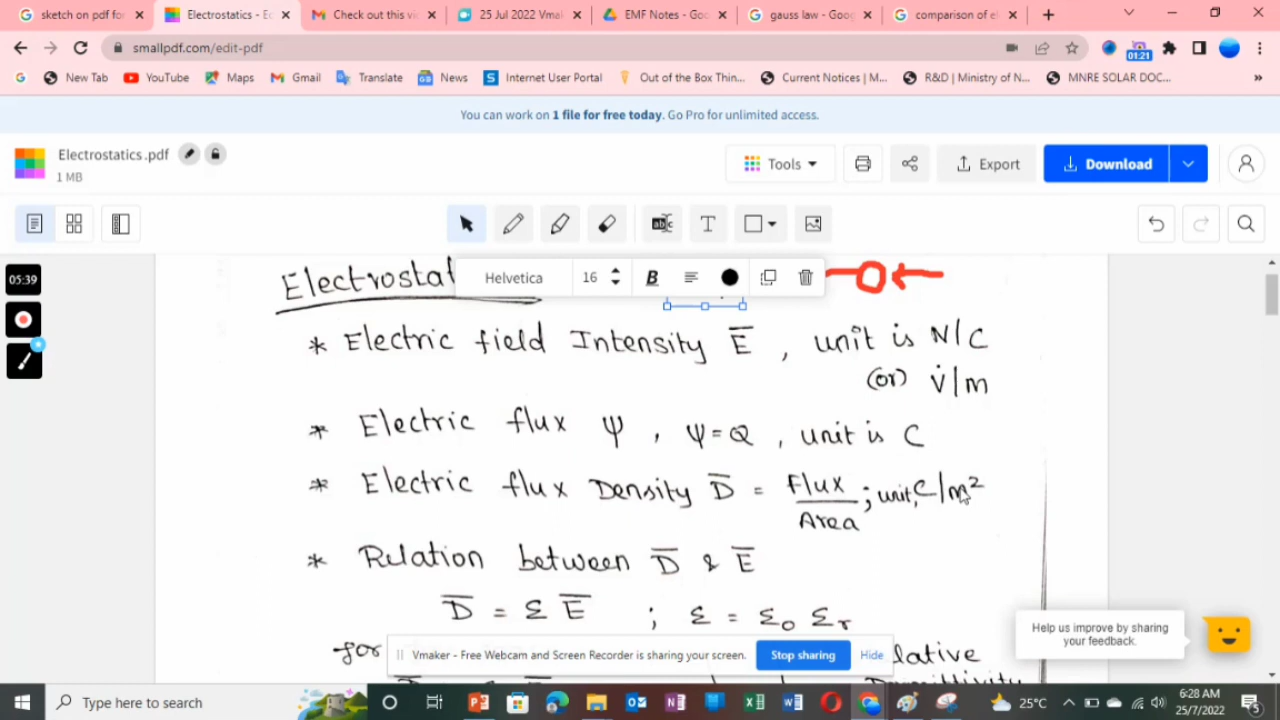 sketch on pdf for
Electrostatics - Ec
Check out this vi
25 Jul 2022 Vmal
EMF Notes - Goo
gauss law - Goog
comparison of el
smallpdf.com/edit-pdf
01:21
New Tab
YouTube
Maps
Gmail
Translate
News
Internet User Portal
Out of the Box Thin...
Current Notices | M...
R&D | Ministry of N...
MNRE SOLAR DOC...
»
You can work on 1 file for free today. Go Pro for unlimited access.
Electrostatics.pdf
1 MB
Tools
Export
Download
abc
T
05:39
Helvetica
16
B
Electrostat
* Electric field Intensity E̅ , unit is N/C
(or) V/m
* Electric flux Ψ , Ψ = Q , unit is C
* Electric flux Density D̅ = Flux / Area ; unit, C/m²
* Relation between D̅ & E̅
D̅ = Ɛ E̅ ; Ɛ = Ɛ₀ Ɛr
for
lative
Permittivity
Vmaker - Free Webcam and Screen Recorder is sharing your screen.
Stop sharing
Hide
Help us improve by sharing
your feedback.
Type here to search
25°C
6:28 AM
25/7/2022
5